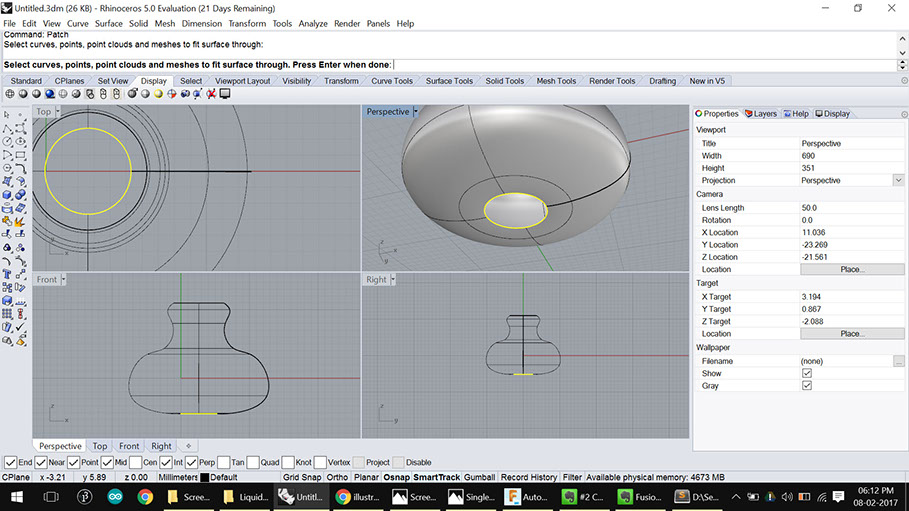 Untitled.3dm (26 KB) - Rhinoceros 5.0 Evaluation (21 Days Remaining)
File Edit View Curve Surface Solid Mesh Dimension Transform Tools Analyze Render Panels Help
Command: Patch
Select curves, points, point clouds and meshes to fit surface through:
Select curves, points, point clouds and meshes to fit surface through. Press Enter when done:
Standard CPlanes Set View Display Select Viewport Layout Visibility Transform Curve Tools Surface Tools Solid Tools Mesh Tools Render Tools Drafting New in V5
Top
Perspective
Properties Layers Help Display
Viewport
Title Perspective
Width 690
Height 351
Projection Perspective
Camera
Lens Length 50.0
Rotation 0.0
X Location 11.036
Y Location -23.269
Z Location -21.561
Location Place...
Target
X Target 3.194
Y Target 0.867
Z Target -2.088
Location Place...
Wallpaper
Filename (none) ...
Show
Gray
y
x
z
x
y
Front
Right
z
x
z
y
Perspective Top Front Right
End Near Point Mid Cen Int Perp Tan Quad Knot Vertex Project Disable
CPlane x -3.21 y 5.89 z 0.00 Millimeters Default Grid Snap Ortho Planar Osnap SmartTrack Gumball Record History Filter Available physical memory: 4673 MB
Scree... Liquid... Untitl... illustr... Scree... Single... Auto... #2 C... Fusio... D:\Se...
06:12 PM
08-02-2017